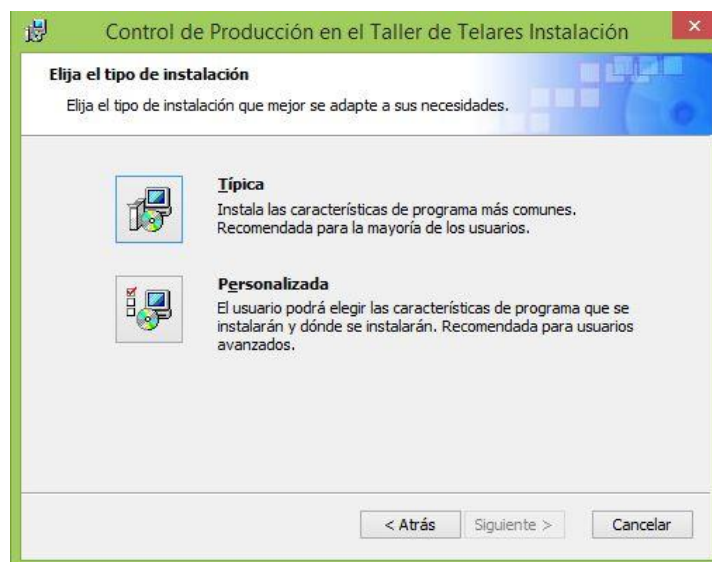 Control de Producción en el Taller de Telares Instalación
Elija el tipo de instalación
Elija el tipo de instalación que mejor se adapte a sus necesidades.
Típica
Instala las características de programa más comunes.
Recomendada para la mayoría de los usuarios.
Personalizada
El usuario podrá elegir las características de programa que se
instalarán y dónde se instalarán. Recomendada para usuarios
avanzados.
< Atrás Siguiente > Cancelar